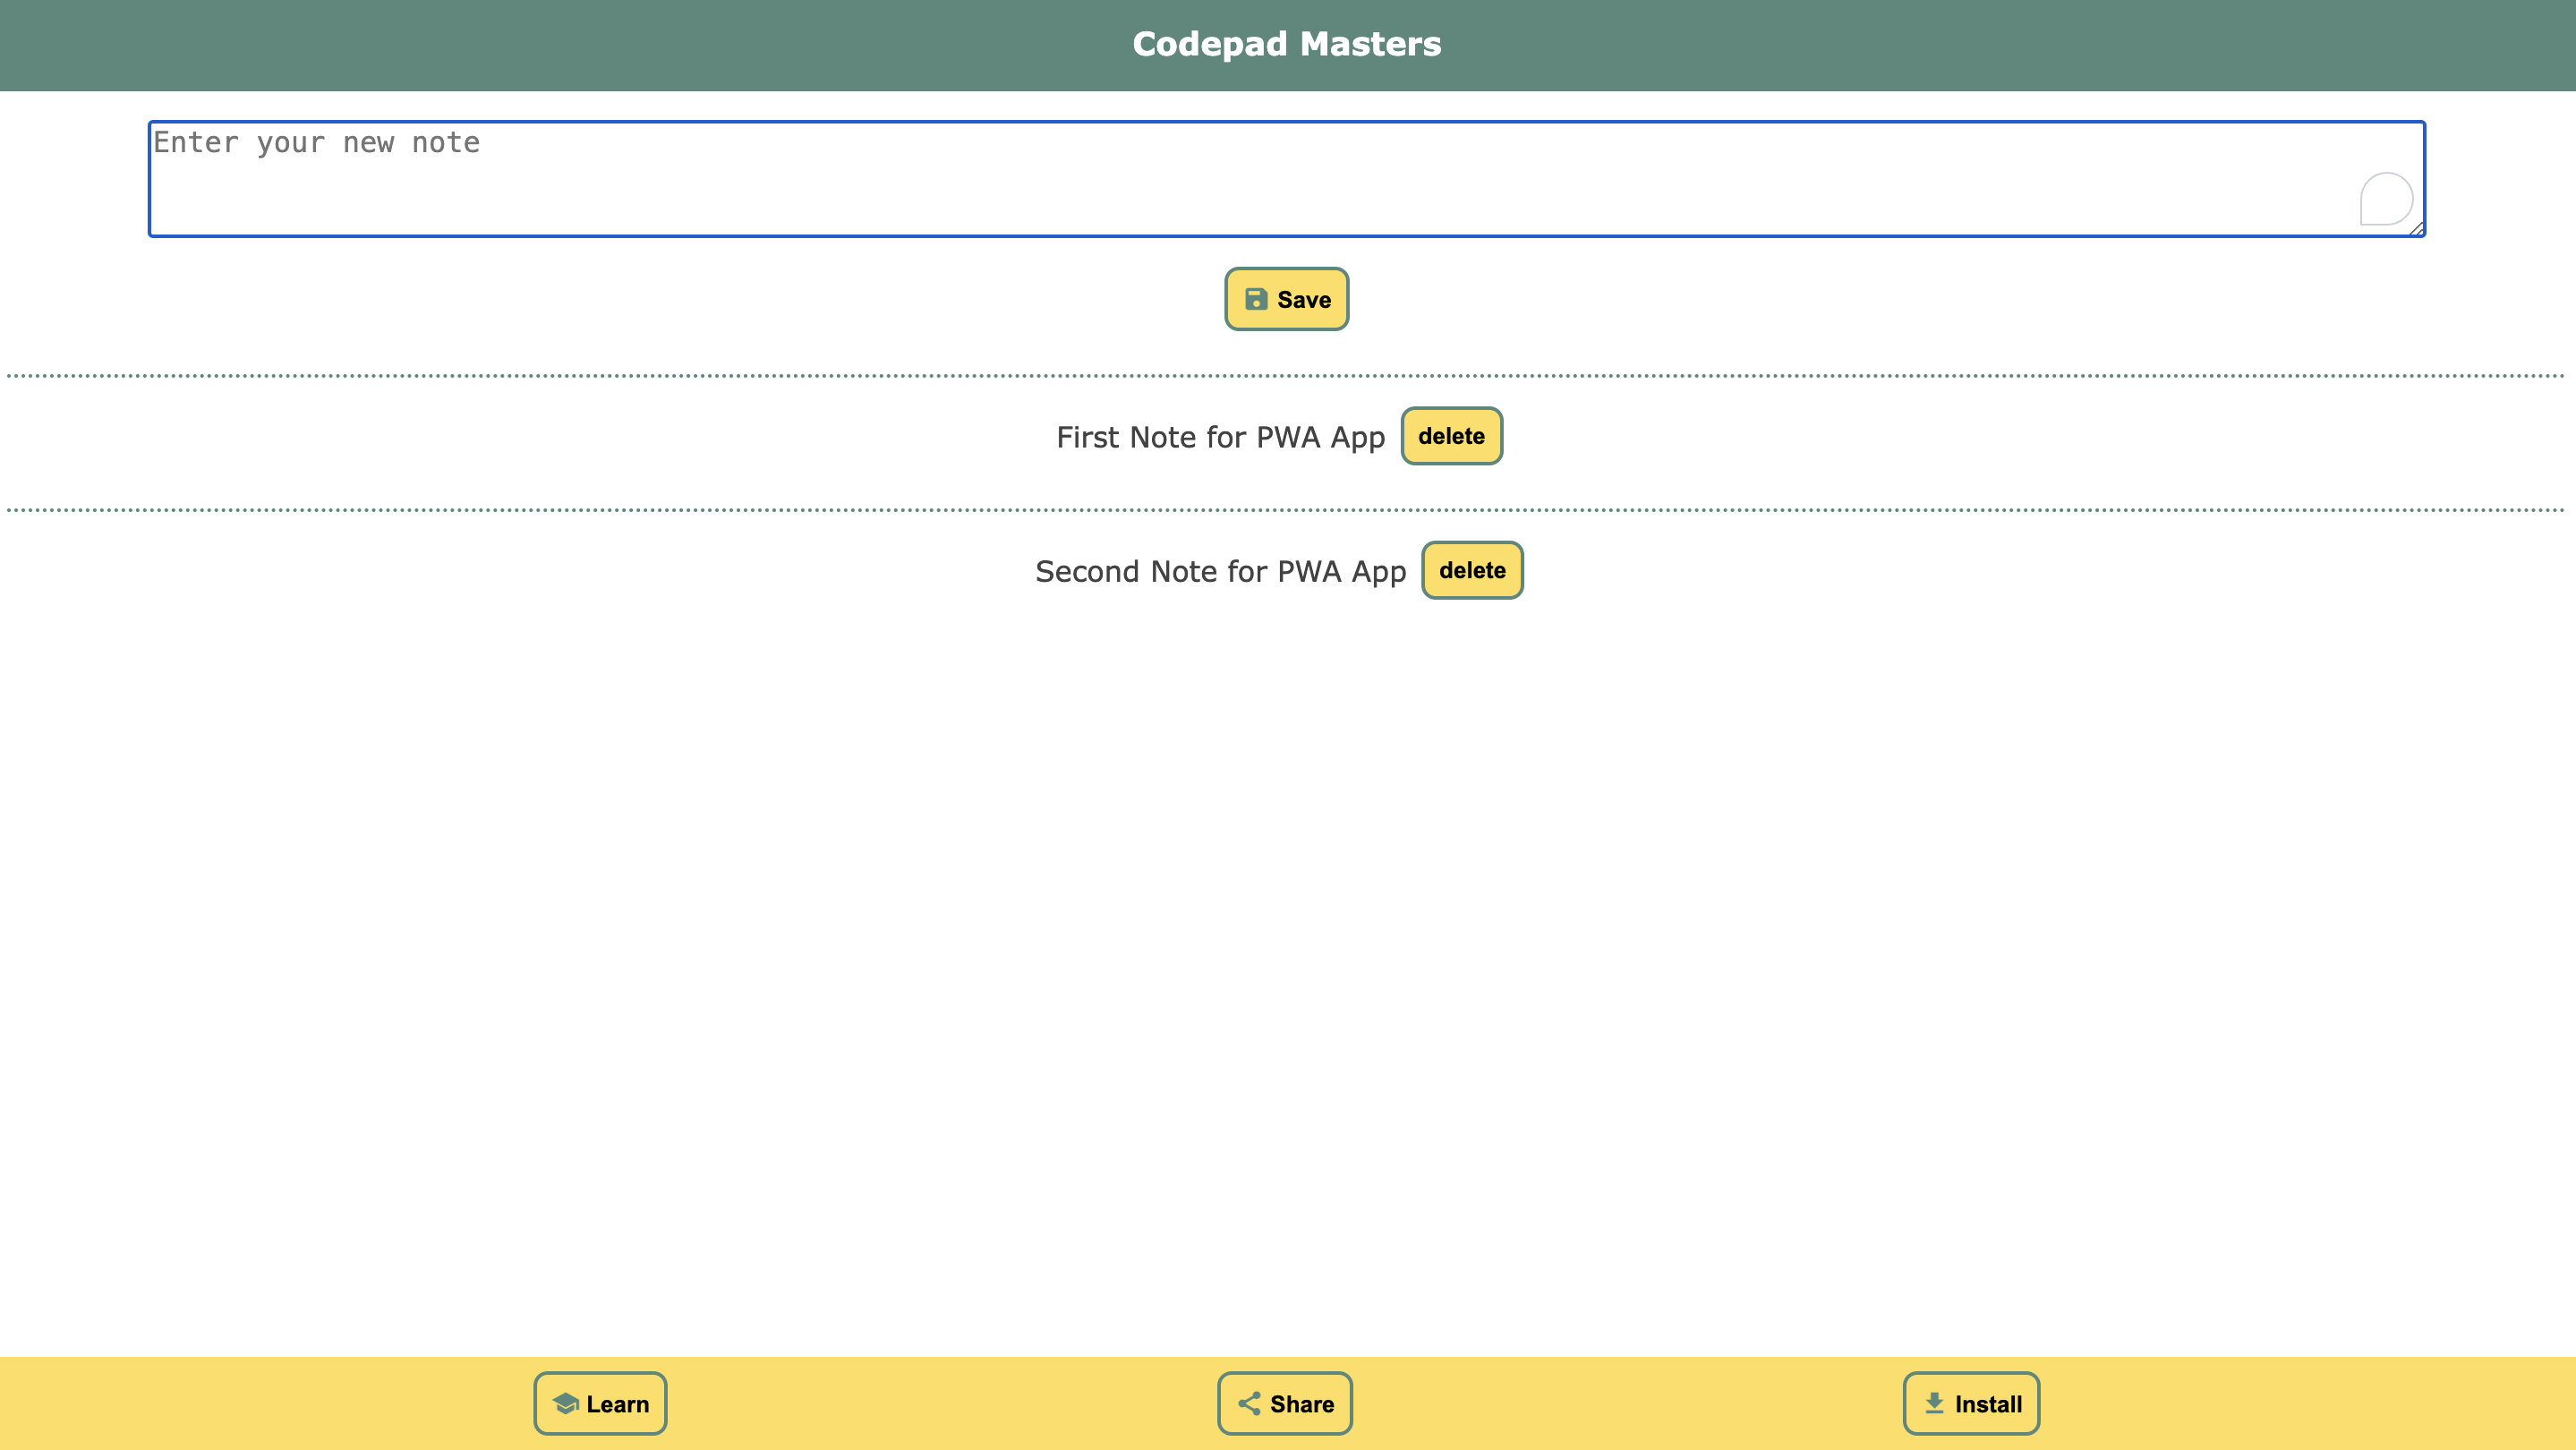 Codepad Masters
Enter your new note
Save
First Note for PWA App delete
Second Note for PWA App delete
Learn Share Install